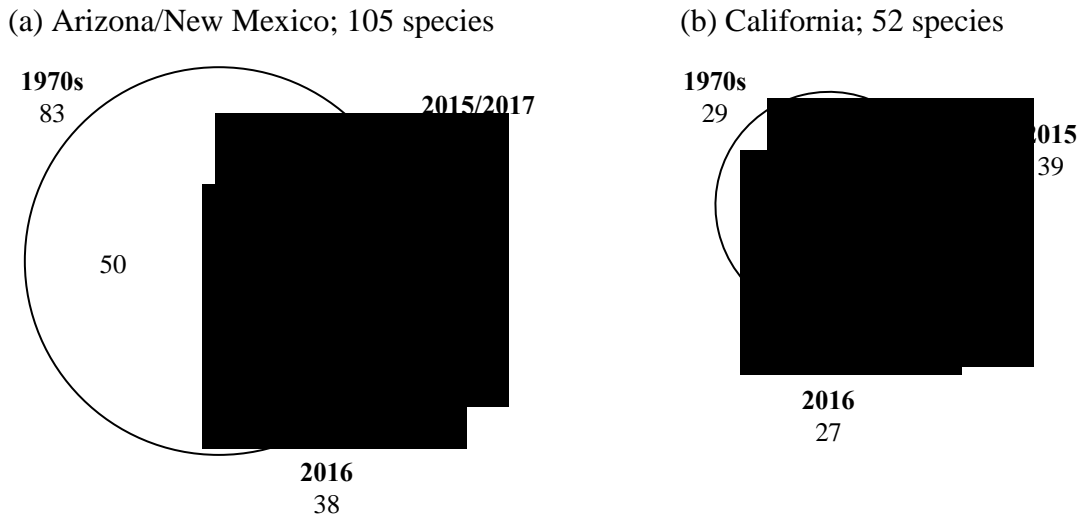 (a) Arizona/New Mexico; 105 species
1970s
83
2015/2017
50
2016
38
(b) California; 52 species
1970s
29
2015
39
2016
27